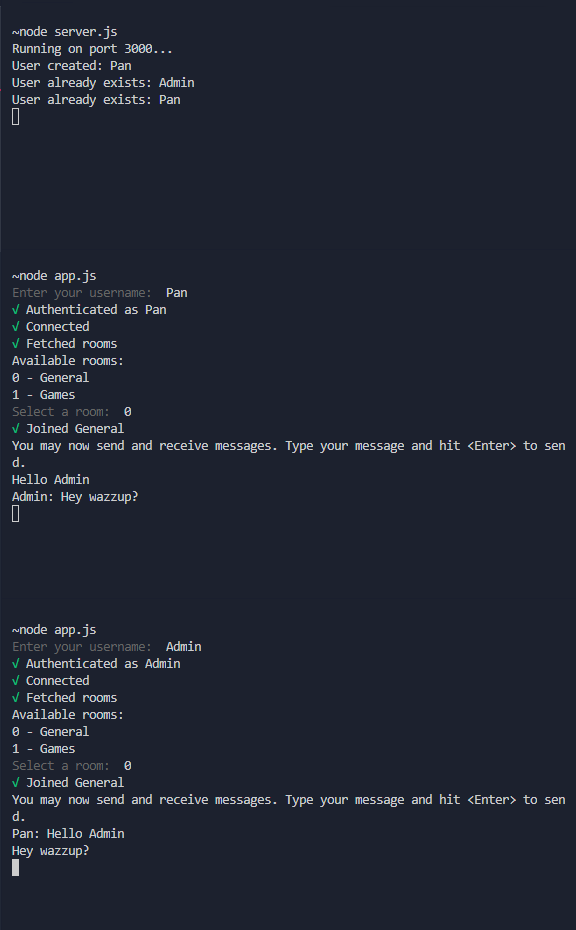 ~node server.js
Running on port 3000...
User created: Pan
User already exists: Admin
User already exists: Pan
~node app.js
Enter your username:  Pan
√ Authenticated as Pan
√ Connected
√ Fetched rooms
Available rooms:
0 - General
1 - Games
Select a room:  0
√ Joined General
You may now send and receive messages. Type your message and hit <Enter> to sen
d.
Hello Admin
Admin: Hey wazzup?
~node app.js
Enter your username:  Admin
√ Authenticated as Admin
√ Connected
√ Fetched rooms
Available rooms:
0 - General
1 - Games
Select a room:  0
√ Joined General
You may now send and receive messages. Type your message and hit <Enter> to sen
d.
Pan: Hello Admin
Hey wazzup?